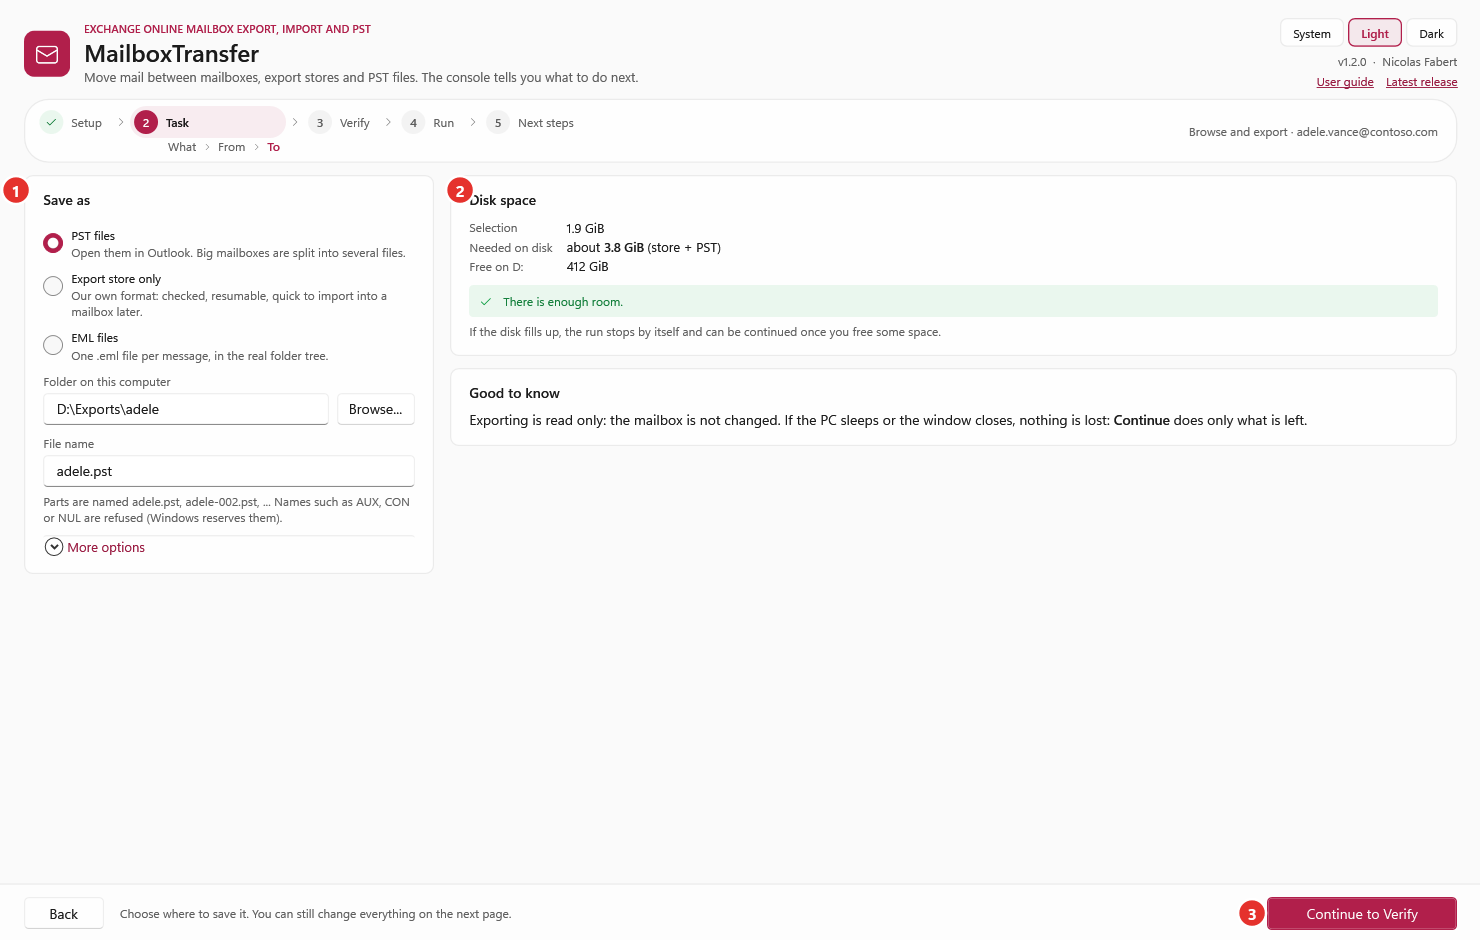 EXCHANGE ONLINE MAILBOX EXPORT, IMPORT AND PST
MailboxTransfer
Move mail between mailboxes, export stores and PST files. The console tells you what to do next.
System
Light
Dark
v1.2.0 · Nicolas Fabert
User guide
Latest release
Setup
2
Task
3
Verify
4
Run
5
Next steps
What
From
To
Browse and export · adele.vance@contoso.com
1
Save as
PST files
Open them in Outlook. Big mailboxes are split into several files.
Export store only
Our own format: checked, resumable, quick to import into a
mailbox later.
EML files
One .eml file per message, in the real folder tree.
Folder on this computer
D:\Exports\adele
Browse...
File name
adele.pst
Parts are named adele.pst, adele-002.pst, ... Names such as AUX, CON
or NUL are refused (Windows reserves them).
More options
2
Disk space
Selection 1.9 GiB
Needed on disk about 3.8 GiB (store + PST)
Free on D: 412 GiB
There is enough room.
If the disk fills up, the run stops by itself and can be continued once you free some space.
Good to know
Exporting is read only: the mailbox is not changed. If the PC sleeps or the window closes, nothing is lost: Continue does only what is left.
Back
Choose where to save it. You can still change everything on the next page.
3
Continue to Verify